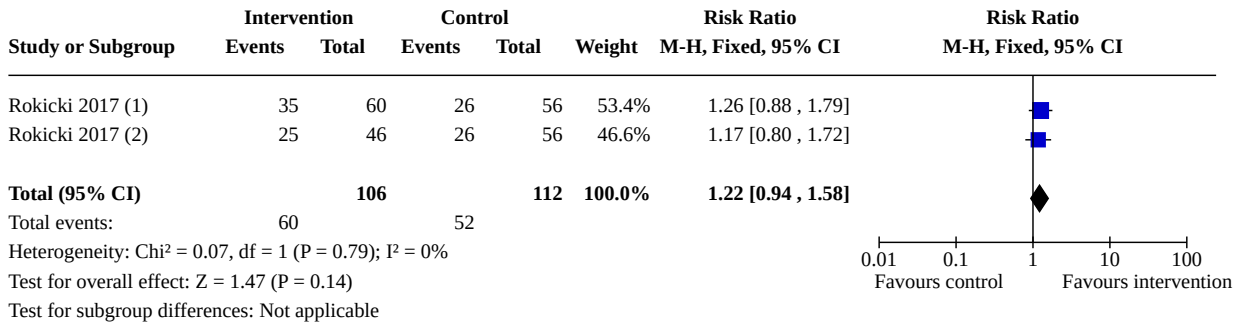 Intervention Control Risk Ratio Risk Ratio
Study or Subgroup Events Total Events Total Weight M-H, Fixed, 95% CI M-H, Fixed, 95% CI
Rokicki 2017 (1) 35 60 26 56 53.4% 1.26 [0.88 , 1.79]
Rokicki 2017 (2) 25 46 26 56 46.6% 1.17 [0.80 , 1.72]
Total (95% CI) 106 112 100.0% 1.22 [0.94 , 1.58]
Total events: 60 52
Heterogeneity: Chi² = 0.07, df = 1 (P = 0.79); I² = 0%
0.01 0.1 1 10 100
Test for overall effect: Z = 1.47 (P = 0.14) Favours control Favours intervention
Test for subgroup differences: Not applicable